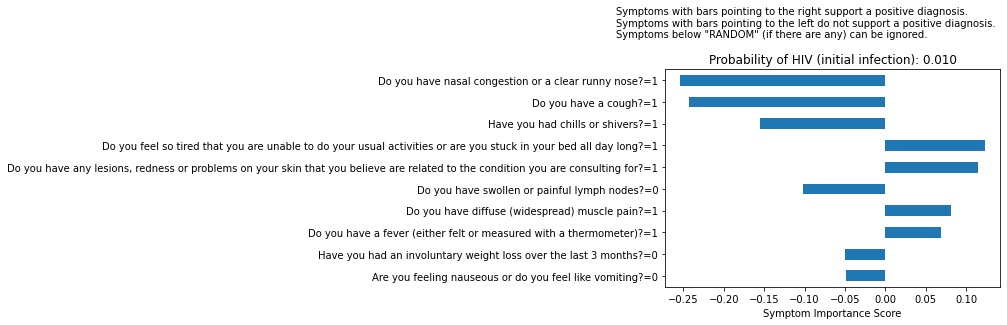 Symptoms with bars pointing to the right support a positive diagnosis.
Symptoms with bars pointing to the left do not support a positive diagnosis.
Symptoms below "RANDOM" (if there are any) can be ignored.
Probability of HIV (initial infection): 0.010
Do you have nasal congestion or a clear runny nose?=1
Do you have a cough?=1
Have you had chills or shivers?=1
Do you feel so tired that you are unable to do your usual activities or are you stuck in your bed all day long?=1
Do you have any lesions, redness or problems on your skin that you believe are related to the condition you are consulting for?=1
Do you have swollen or painful lymph nodes?=0
Do you have diffuse (widespread) muscle pain?=1
Do you have a fever (either felt or measured with a thermometer)?=1
Have you had an involuntary weight loss over the last 3 months?=0
Are you feeling nauseous or do you feel like vomiting?=0
−0.25 −0.20 −0.15 −0.10 −0.05 0.00 0.05 0.10
Symptom Importance Score